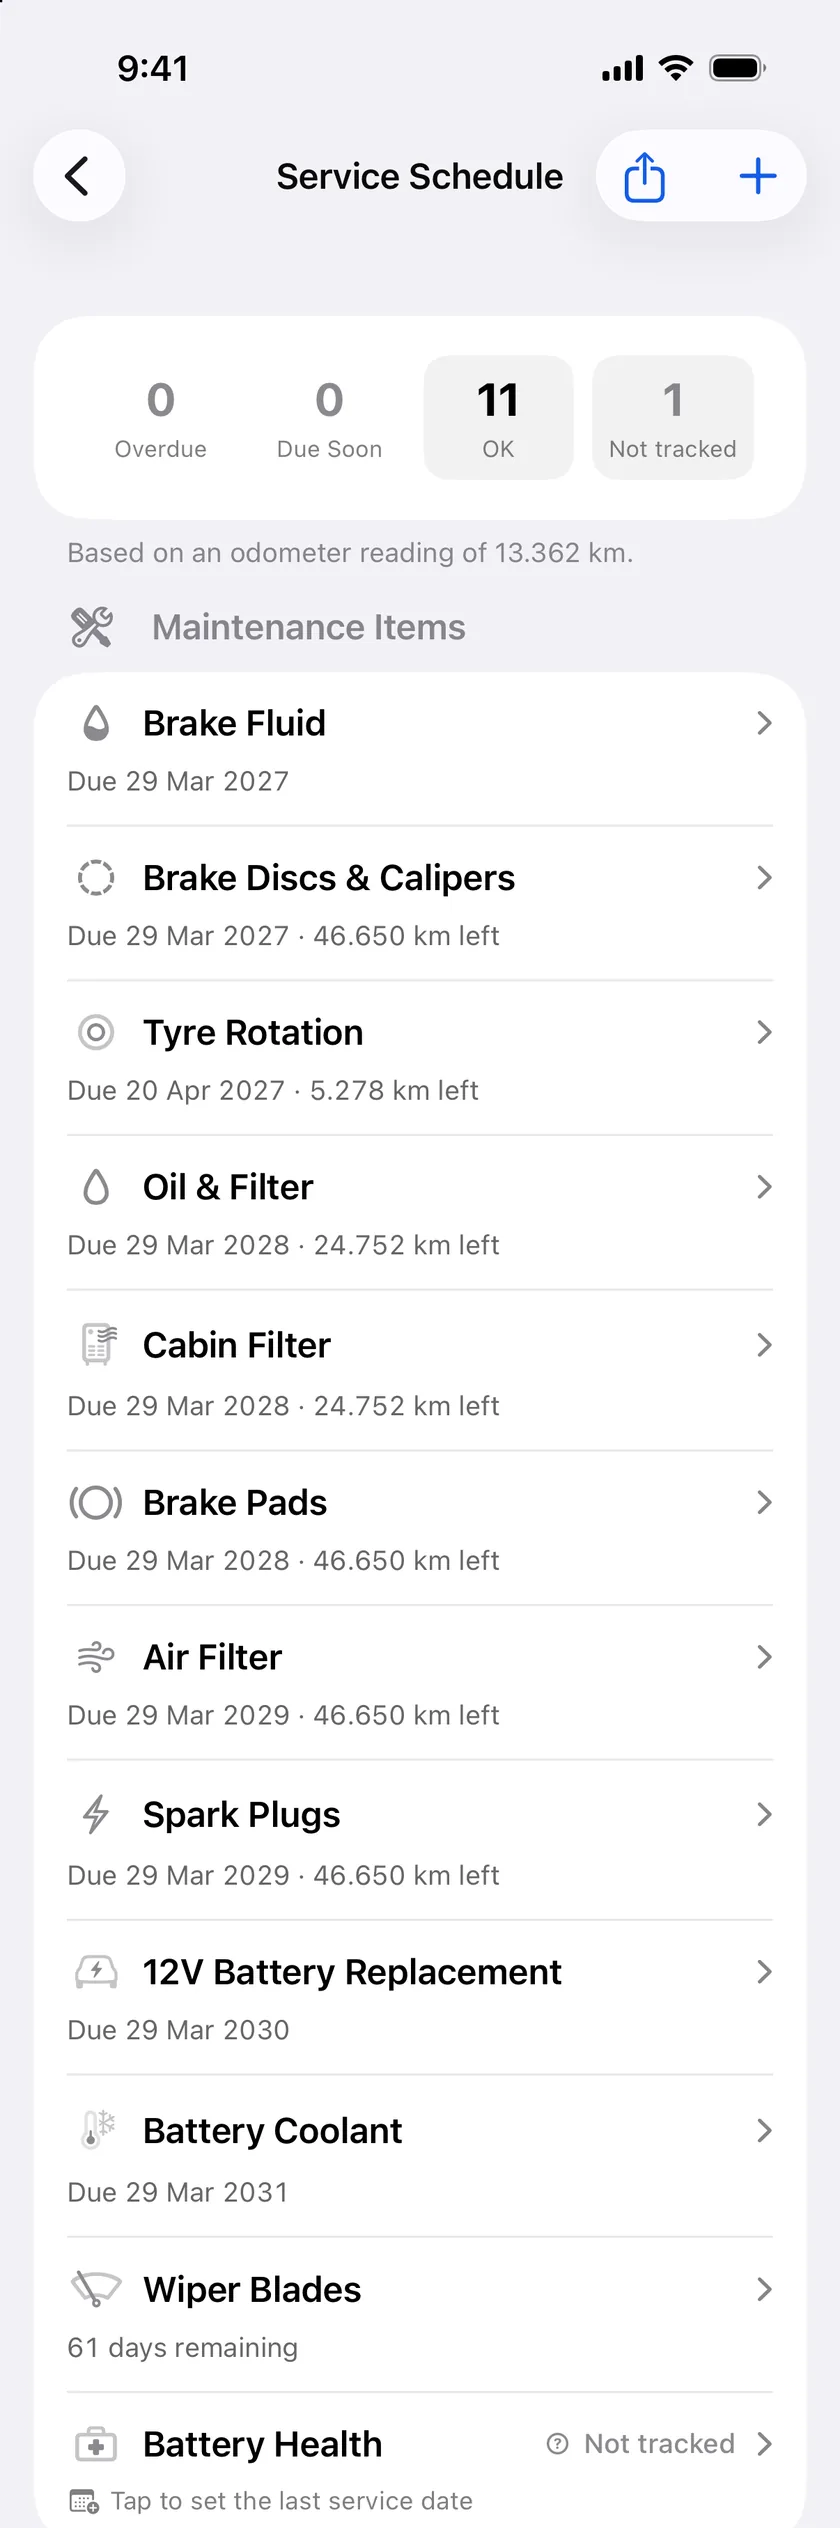 9:41
Service Schedule
0
Overdue
0
Due Soon
11
OK
1
Not tracked
Based on an odometer reading of 13.362 km.
Maintenance Items
Brake Fluid
Due 29 Mar 2027
Brake Discs & Calipers
Due 29 Mar 2027 · 46.650 km left
Tyre Rotation
Due 20 Apr 2027 · 5.278 km left
Oil & Filter
Due 29 Mar 2028 · 24.752 km left
Cabin Filter
Due 29 Mar 2028 · 24.752 km left
Brake Pads
Due 29 Mar 2028 · 46.650 km left
Air Filter
Due 29 Mar 2029 · 46.650 km left
Spark Plugs
Due 29 Mar 2029 · 46.650 km left
12V Battery Replacement
Due 29 Mar 2030
Battery Coolant
Due 29 Mar 2031
Wiper Blades
61 days remaining
Battery Health
Not tracked
Tap to set the last service date